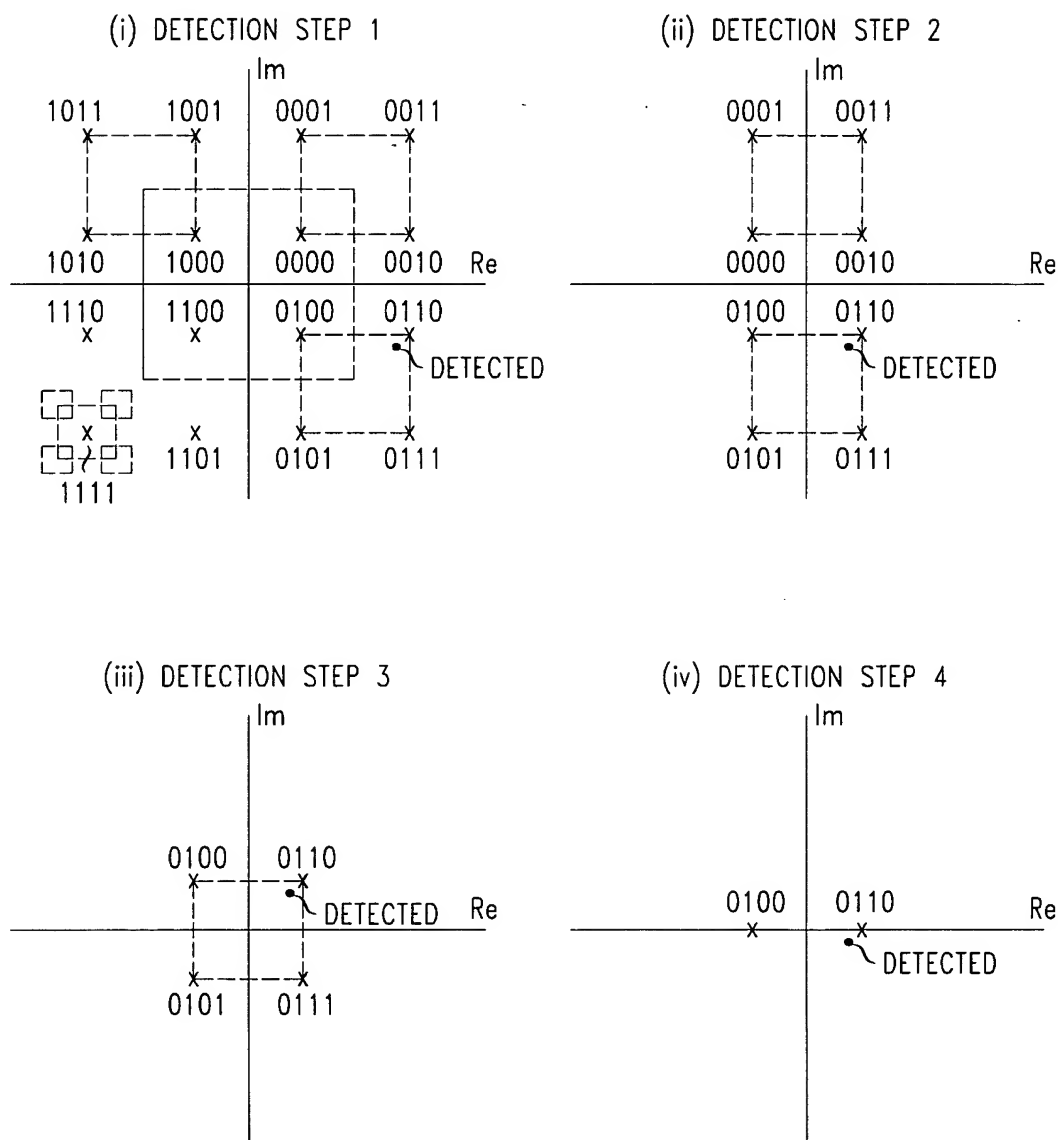 (i) DETECTION STEP 1
Im
1011 1001 0001 0011
1010 1000 0000 0010 Re
1110 1100 0100 0110
DETECTED
1101 0101 0111
1111
(ii) DETECTION STEP 2
Im
0001 0011
0000 0010 Re
0100 0110
DETECTED
0101 0111
(iii) DETECTION STEP 3
Im
0100 0110
DETECTED
Re
0101 0111
(iv) DETECTION STEP 4
Im
0100 0110 Re
DETECTED